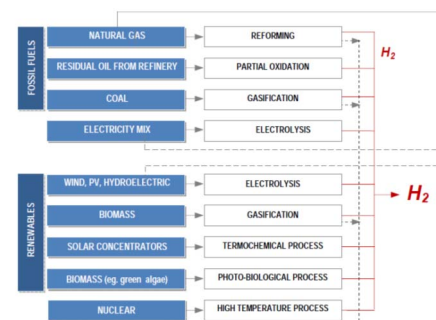 FOSSIL FUELS
NATURAL GAS
REFORMING
H2
RESIDUAL OIL FROM REFINERY
PARTIAL OXIDATION
COAL
GASIFICATION
ELECTRICITY MIX
ELECTROLYSIS
RENEWABLES
WIND, PV, HYDROELECTRIC
ELECTROLYSIS
H2
BIOMASS
GASIFICATION
SOLAR CONCENTRATORS
TERMOCHEMICAL PROCESS
BIOMASS (eg. green algae)
PHOTO-BIOLOGICAL PROCESS
NUCLEAR
HIGH TEMPERATURE PROCESS